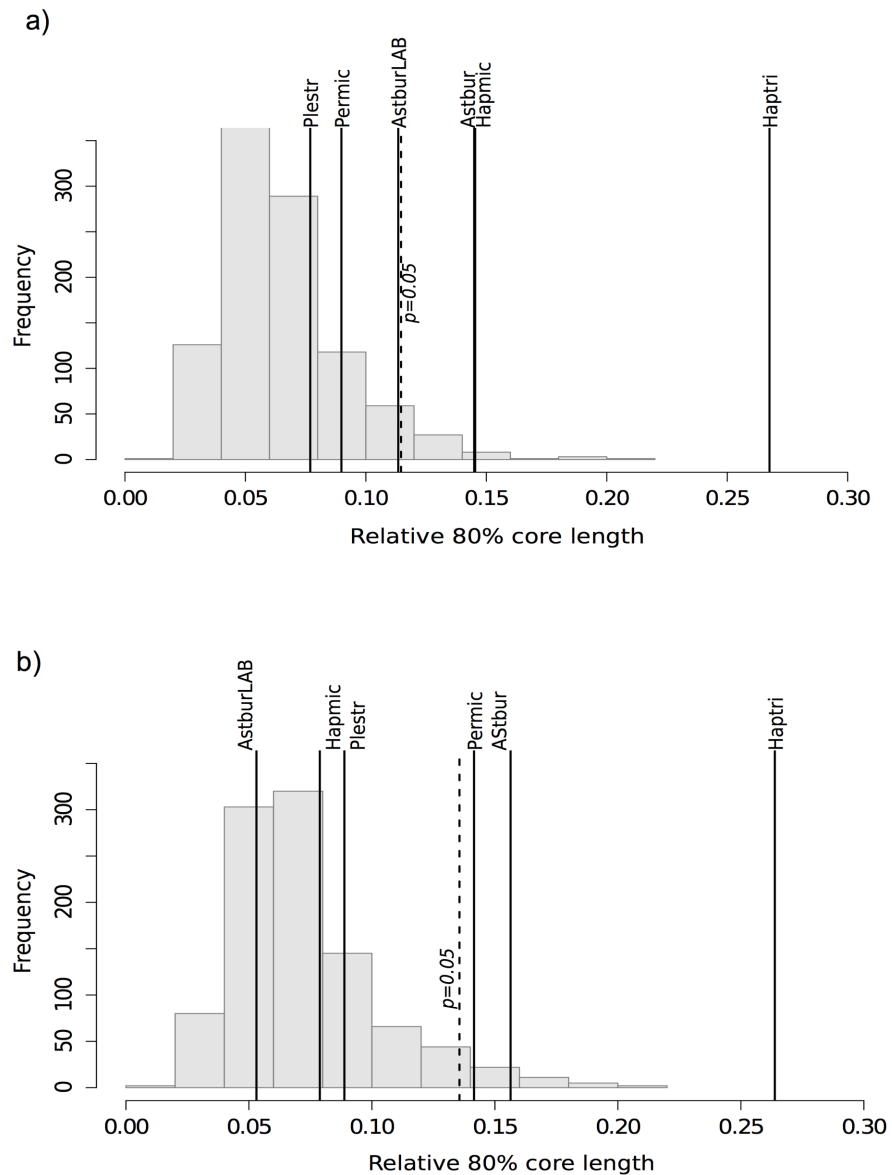 a)
Plestr
Permic
AstburLAB
Astbur
Hapmic
Haptri
p=0.05
Frequency
300
200
100
50
0
0.00 0.05 0.10 0.15 0.20 0.25 0.30
Relative 80% core length
b)
AstburLAB
Hapmic
Plestr
Permic
AStbur
Haptri
p=0.05
Frequency
300
200
100
50
0
0.00 0.05 0.10 0.15 0.20 0.25 0.30
Relative 80% core length